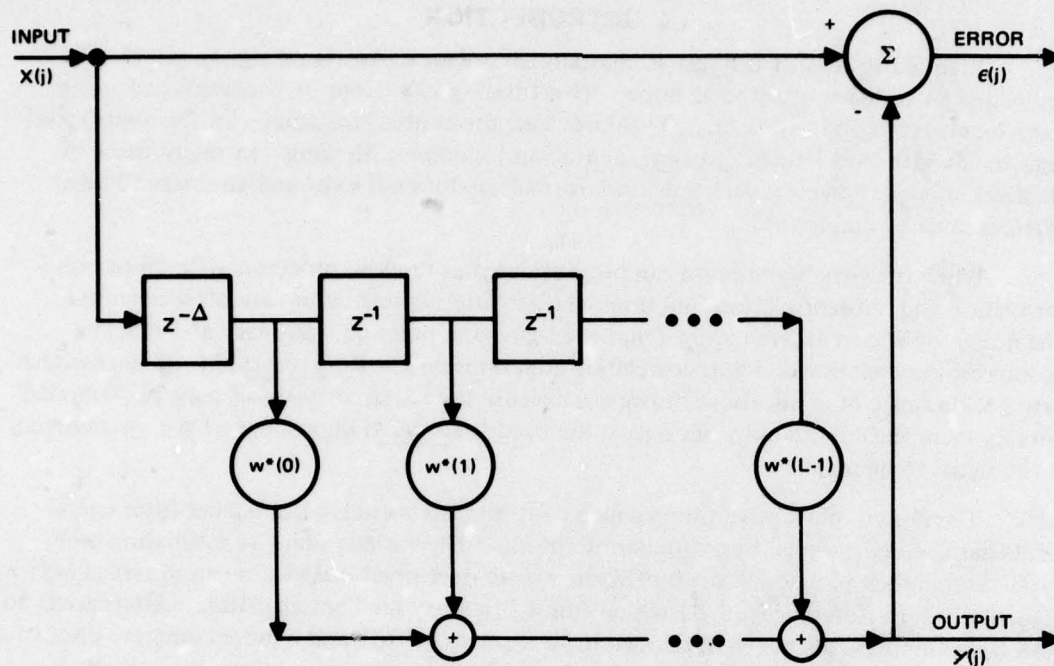 INPUT
X(j)
+
Σ
ERROR
ϵ(j)
-
z^{-Δ}
z^{-1}
z^{-1}
w*(0)
w*(1)
w*(L-1)
+
+
OUTPUT
y(j)